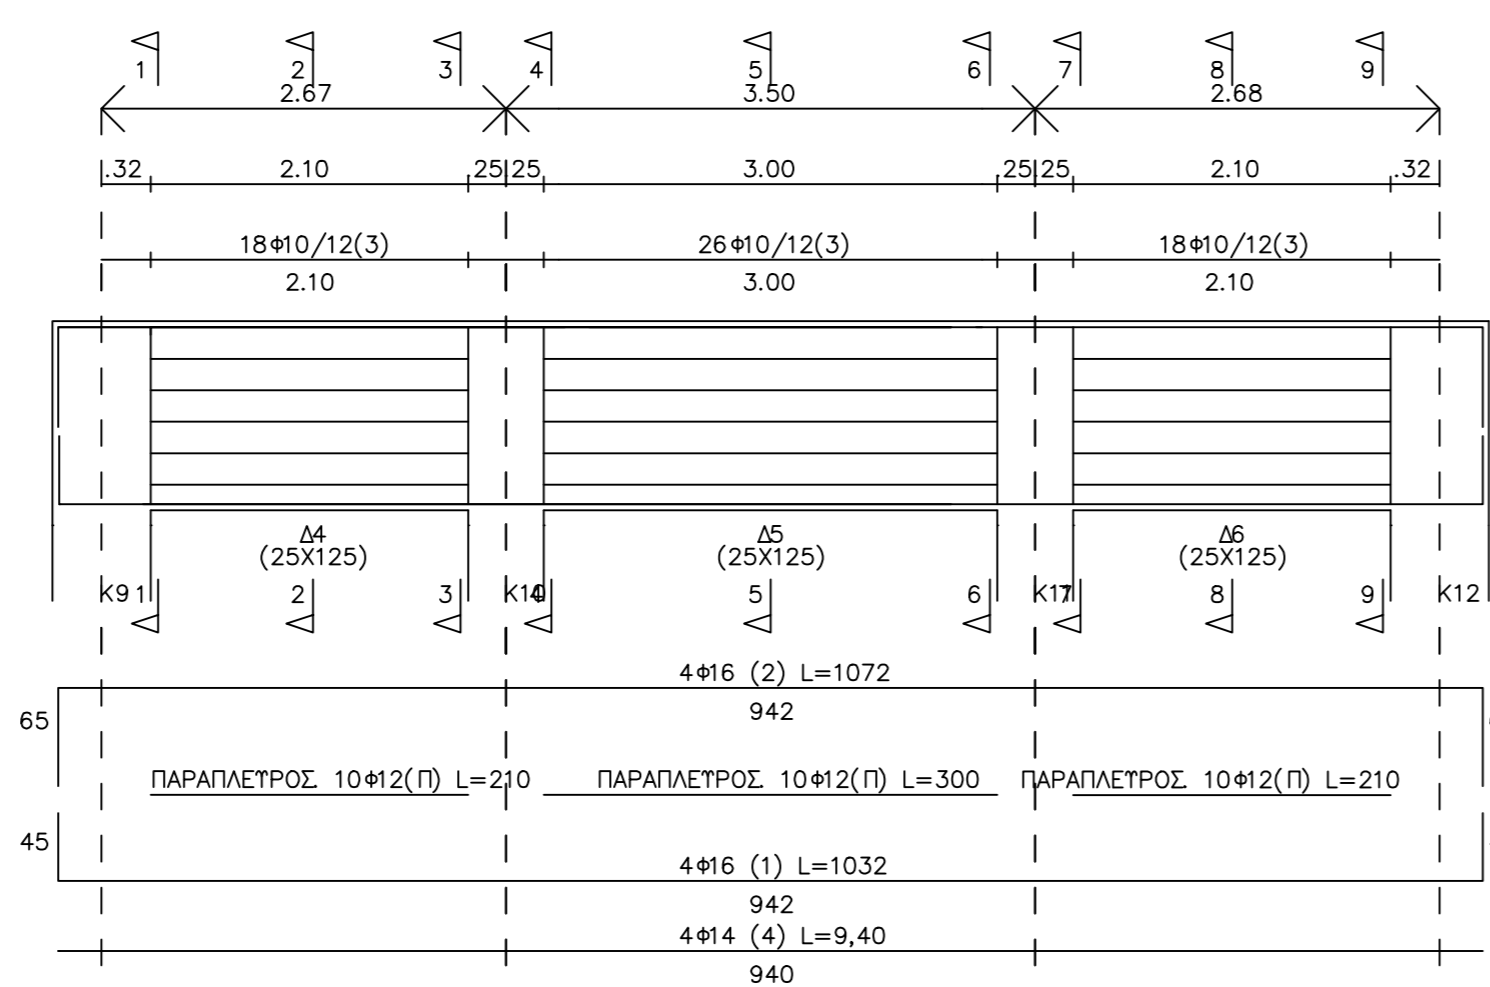 1 2 3 4 5 6 7 8 9
2.67 3.50 2.68
.32 2.10 .25 .25 3.00 .25 .25 2.10 .32
18Φ10/12(3) 26Φ10/12(3) 18Φ10/12(3)
2.10 3.00 2.10
Δ4 Δ5 Δ6
(25X125) (25X125) (25X125)
K9 1 2 3 K10 4 5 6 K11 7 8 9 K12
4Φ16 (2) L=1072
65 942
ΠΑΡΑΠΛΕΥΡΟΣ. 10Φ12(Π) L=210 ΠΑΡΑΠΛΕΥΡΟΣ. 10Φ12(Π) L=300 ΠΑΡΑΠΛΕΥΡΟΣ. 10Φ12(Π) L=210
45
4Φ16 (1) L=1032
942
4Φ14 (4) L=9,40
940